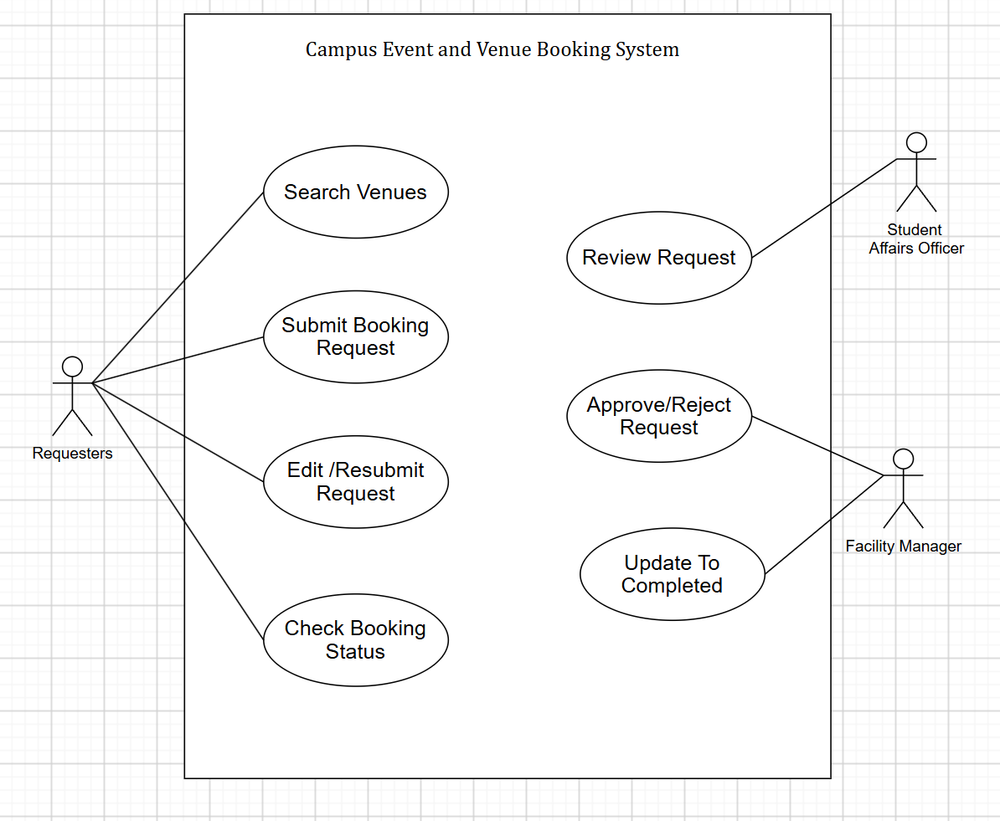 Campus Event and Venue Booking System
Search Venues
Submit Booking
Request
Edit /Resubmit
Request
Check Booking
Status
Requesters
Review Request
Approve/Reject
Request
Update To
Completed
Student
Affairs Officer
Facility Manager